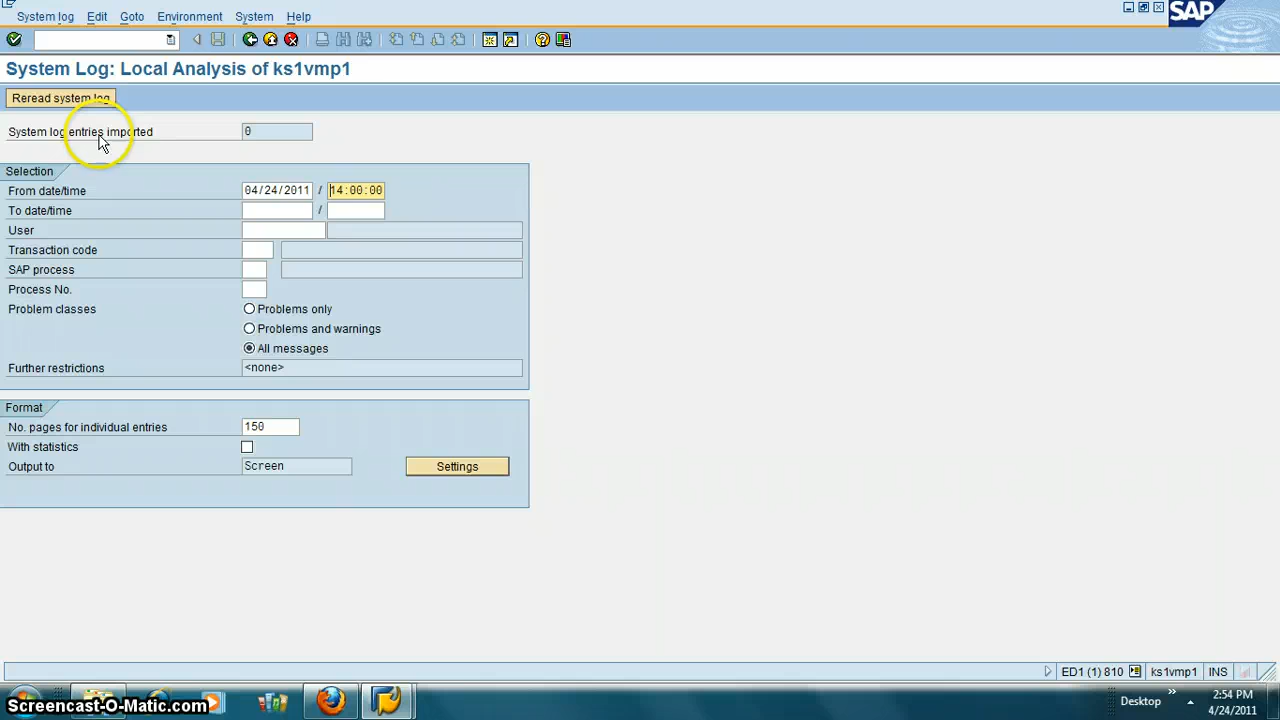 System log Edit Goto Environment System Help
SAP
System Log: Local Analysis of ks1vmp1
Reread system log
System log entries imported 0
Selection
From date/time 04/24/2011 / 14:00:00
To date/time /
User
Transaction code
SAP process
Process No.
Problem classes Problems only
Problems and warnings
All messages
Further restrictions <none>
Format
No. pages for individual entries 150
With statistics
Output to Screen Settings
ED1 (1) 810 ks1vmp1 INS
Screencast-O-Matic.com
Desktop
2:54 PM
4/24/2011